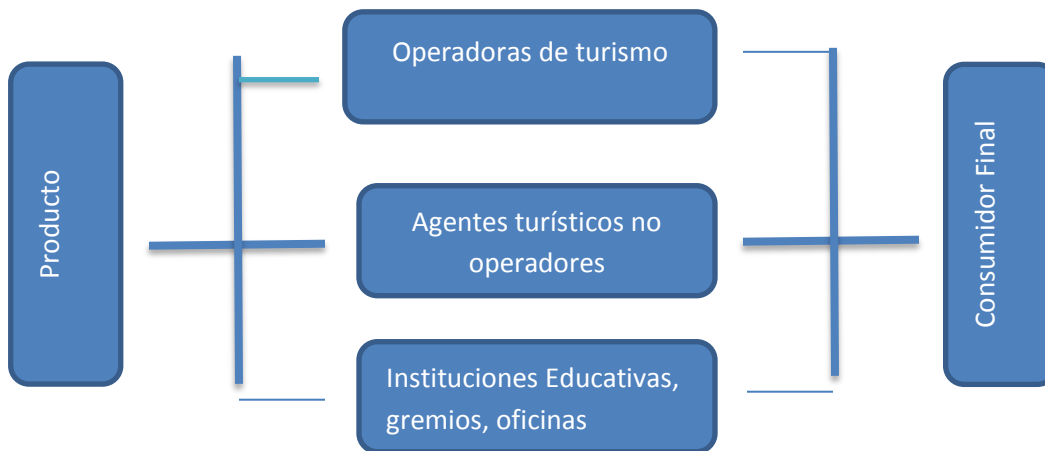 Producto
Operadoras de turismo
Agentes turísticos no
operadores
Instituciones Educativas,
gremios, oficinas
Consumidor Final